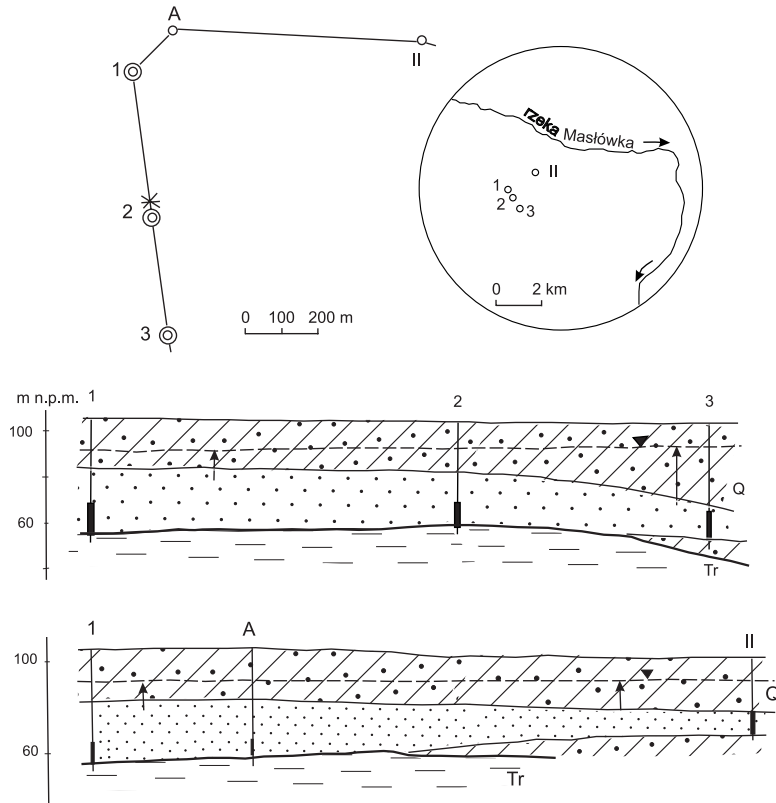 A
1
II
2
3
0 100 200 m
rzeka Masłówka
II
1
2
3
0 2 km
m n.p.m. 1 2 3
100
60
Q
Tr
1 A II
100
60
Q
Tr